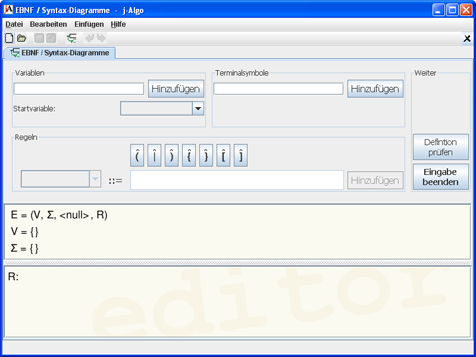 EBNF / Syntax-Diagramme - j-Algo
Datei Bearbeiten Einfügen Hilfe
EBNF / Syntax-Diagramme
Variablen Terminalsymbole Weiter
Hinzufügen Hinzufügen
Startvariable:
Regeln
( | ) { } [ ]
Defintion
prüfen
::= Hinzufügen
Eingabe
beenden
E = (V, Σ, <null> , R)
V = { }
Σ = { }
R:
editor